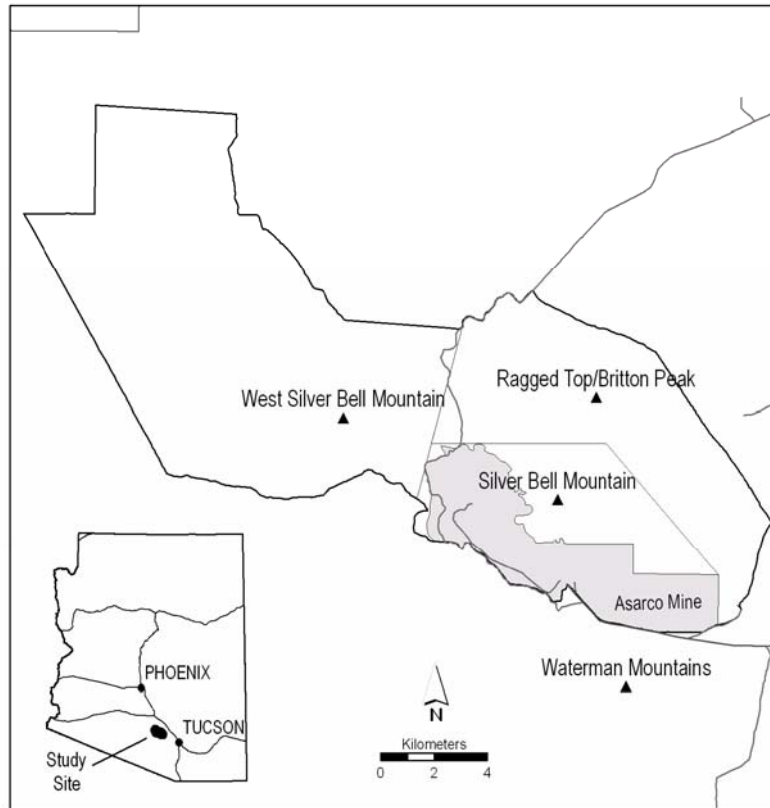 Ragged Top/Britton Peak
West Silver Bell Mountain
Silver Bell Mountain
Asarco Mine
Waterman Mountains
PHOENIX
TUCSON
Study
Site
N
Kilometers
0 2 4